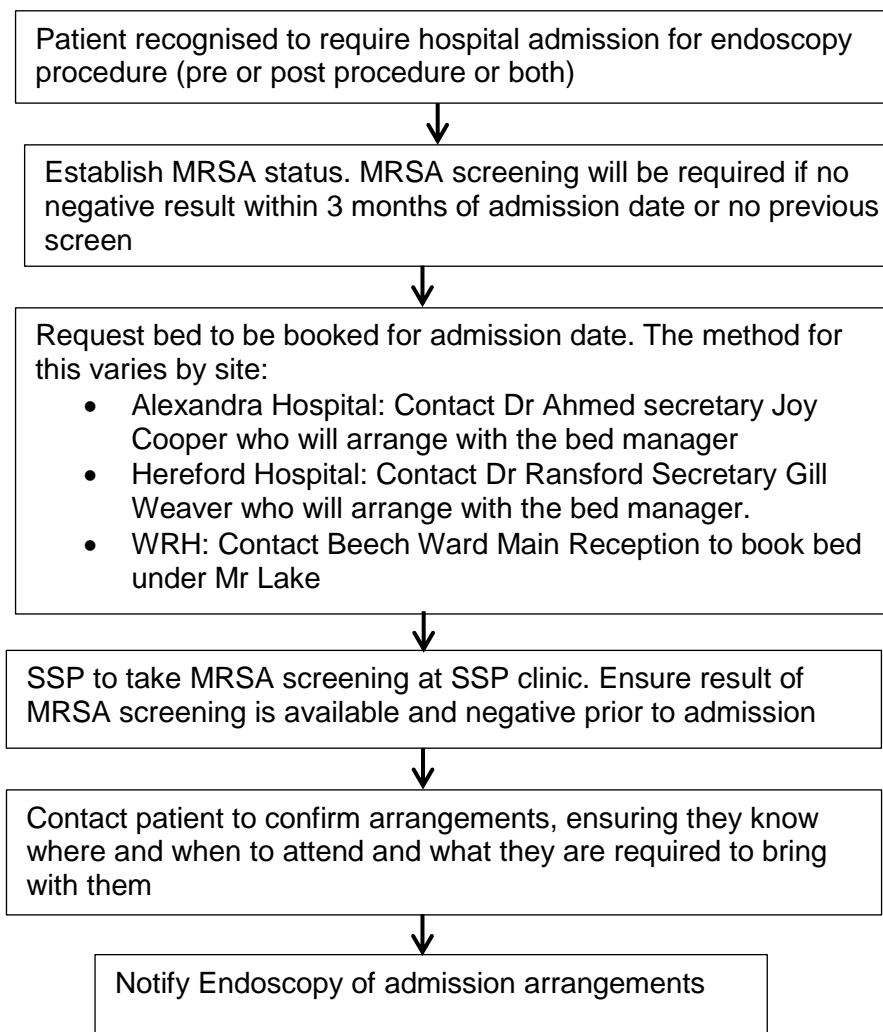 Patient recognised to require hospital admission for endoscopy
procedure (pre or post procedure or both)
Establish MRSA status. MRSA screening will be required if no
negative result within 3 months of admission date or no previous
screen
Request bed to be booked for admission date. The method for
this varies by site:
• Alexandra Hospital: Contact Dr Ahmed secretary Joy
Cooper who will arrange with the bed manager
• Hereford Hospital: Contact Dr Ransford Secretary Gill
Weaver who will arrange with the bed manager.
• WRH: Contact Beech Ward Main Reception to book bed
under Mr Lake
SSP to take MRSA screening at SSP clinic. Ensure result of
MRSA screening is available and negative prior to admission
Contact patient to confirm arrangements, ensuring they know
where and when to attend and what they are required to bring
with them
Notify Endoscopy of admission arrangements